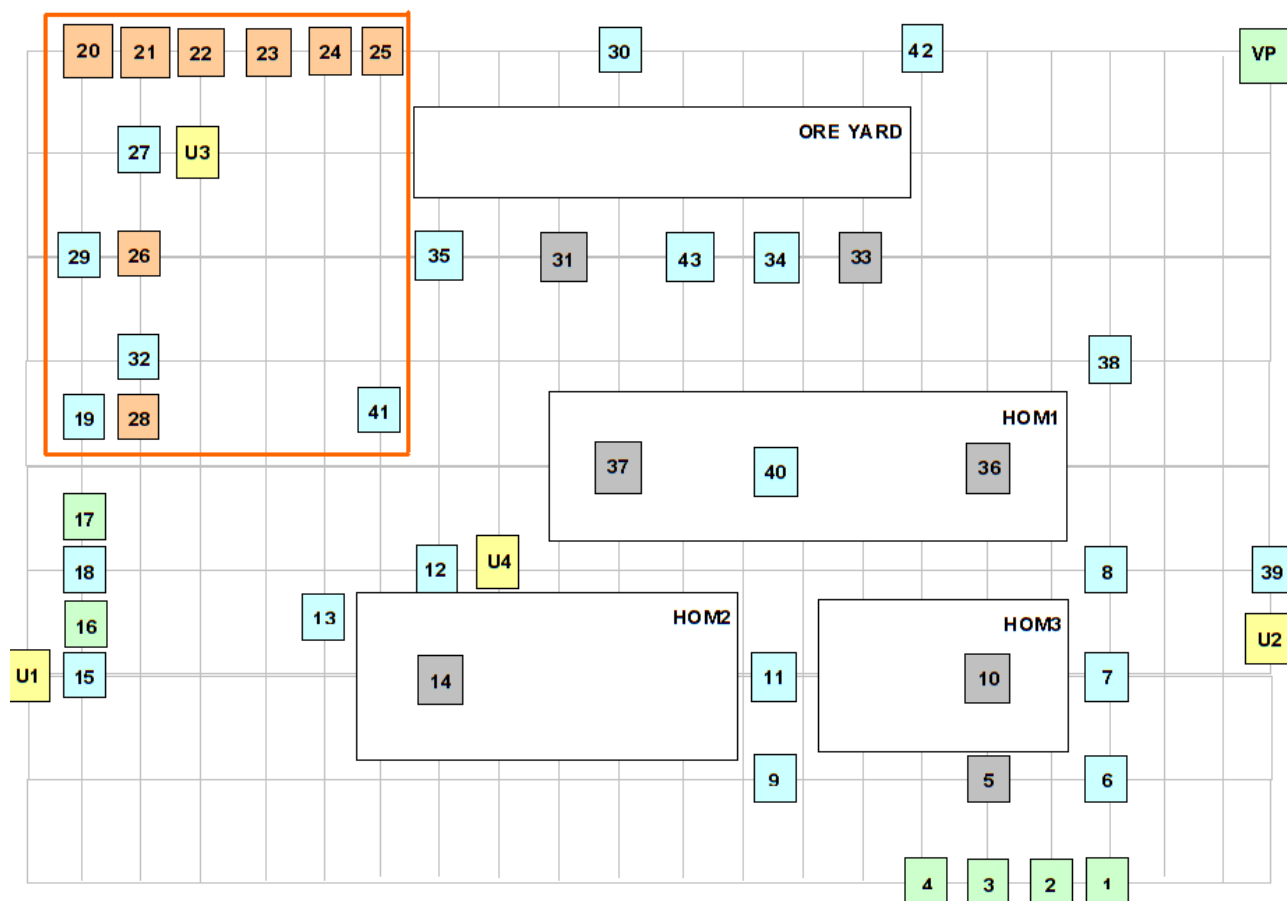 20 21 22 23 24 25 30 42 VP
ORE YARD
27 U3
29 26 35 31 43 34 33
32 38
19 28 41 HOM1
37 40 36
17
18 12 U4 8 39
16 13 HOM2 HOM3 U2
U1 15 14 11 10 7
9 5 6
4 3 2 1